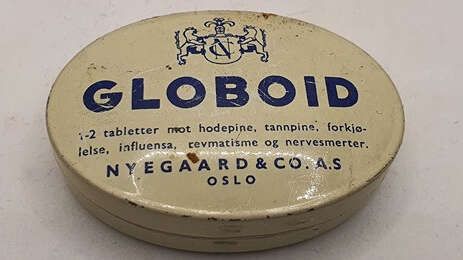 N
GLOBOID
1-2 tabletter mot hodepine, tannpine, forkjø-
lelse, influensa, revmatisme og nervesmerter.
NYEGAARD & CO. A.S
OSLO